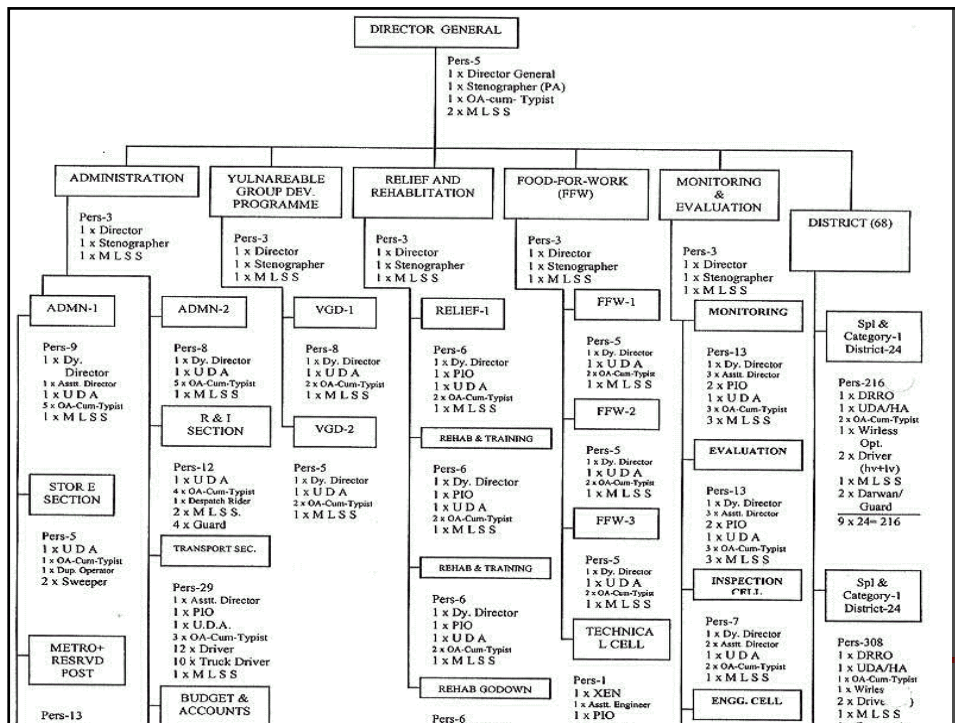 DIRECTOR GENERAL
Pers-5
1 x Director General
1 x Stenographer (PA)
1 x OA-cum- Typist
2 x M L S S
ADMINISTRATION
Pers-3
1 x Director
1 x Stenographer
1 x M L S S
YULNAREABLE
GROUP DEV.
PROGRAMME
Pers-3
1 x Director
1 x Stenographer
1 x M L S S
RELIEF AND
REHABLITATION
Pers-3
1 x Director
1 x Stenographer
1 x M L S S
FOOD-FOR-WORK
(FFW)
Pers-3
1 x Director
1 x Stenographer
1 x M L S S
MONITORING
&
EVALUATION
Pers-3
1 x Director
1 x Stenographer
1 x M L S S
DISTRICT (68)
ADMN-1
Pers-9
1 x Dy.
Director
1 x Asstt. Director
1 x U D A
5 x OA-Cum-Typist
1 x M L S S
STOR E
SECTION
Pers-5
1 x U D A
1 x OA-Cum-Typist
1 x Dup. Operator
2 x Sweeper
METRO+
RESRVD
POST
Pers-13
ADMN-2
Pers-8
1 x Dy. Director
1 x U D A
5 x OA-Cum-Typist
1 x M L S S
R & I
SECTION
Pers-12
1 x U D A
4 x OA-Cum-Typist
1 x Despatch Rider
2 x M L S S.
4 x Guard
TRANSPORT SEC.
Pers-29
1 x Asstt. Director
1 x PIO
1 x U.D.A.
3 x OA-Cum-Typist
12 x Driver
10 x Truck Driver
1 x M L S S
BUDGET &
ACCOUNTS
VGD-1
Pers-8
1 x Dy. Director
1 x U D A
2 x OA-Cum-Typist
1 x M L S S
VGD-2
Pers-5
1 x Dy. Director
1 x U D A
2 x OA-Cum-Typist
1 x M L S S
RELIEF-1
Pers-6
1 x Dy. Director
1 x PIO
1 x U D A
2 x OA-Cum-Typist
1 x M L S S
REHAB & TRAINING
Pers-6
1 x Dy. Director
1 x PIO
1 x U D A
2 x OA-Cum-Typist
1 x M L S S
REHAB & TRAINING
Pers-6
1 x Dy. Director
1 x PIO
1 x U D A
2 x OA-Cum-Typist
1 x M L S S
REHAB GODOWN
Pers-6
FFW-1
Pers-5
1 x Dy. Director
1 x U D A
2 x OA-Cum-Typist
1 x M L S S
FFW-2
Pers-5
1 x Dy. Director
1 x U D A
2 x OA-Cum-Typist
1 x M L S S
FFW-3
Pers-5
1 x Dy. Director
1 x U D A
2 x OA-Cum-Typist
1 x M L S S
TECHNICA
L CELL
Pers-1
1 x XEN
1 x Asstt. Engineer
1 x PIO
MONITORING
Pers-13
1 x Dy. Director
3 x Asstt. Director
2 x PIO
1 x U D A
3 x OA-Cum-Typist
3 x M L S S
EVALUATION
Pers-13
1 x Dy. Director
3 x Asstt. Director
2 x PIO
1 x U D A
3 x OA-Cum-Typist
3 x M L S S
INSPECTION
CELL
Pers-7
1 x Dy. Director
2 x Asstt. Director
1 x U D A
2 x OA-Cum-Typist
1 x M L S S
ENGG. CELL
Spl &
Category-1
District-24
Pers-216
1 x DRRO
1 x UDA/HA
2 x OA-Cum-Typist
1 x Wirless
Opt.
2 x Driver
(hv+lv)
1 x M L S S
2 x Darwan/
Guard
9 x 24= 216
Spl &
Category-1
District-24
Pers-308
1 x DRRO
1 x UDA/HA
1 x OA-Cum-Typist
1 x Wirles
2 x Drive )
1 x M L S S